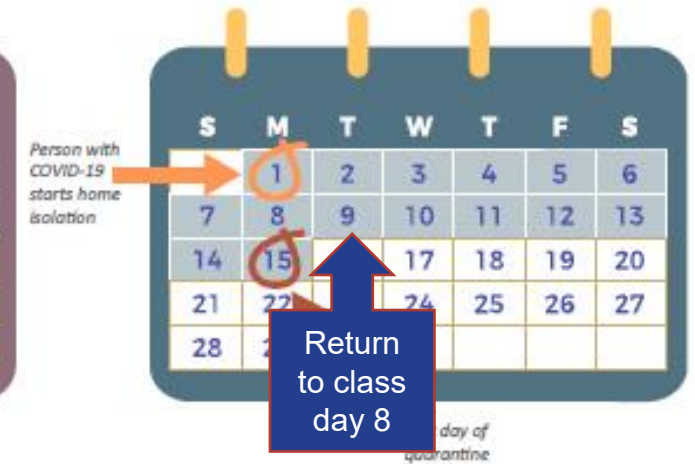 Person with
COVID-19
starts home
isolation
S M T W T F S
1 2 3 4 5 6
7 8 9 10 11 12 13
14 15 17 18 19 20
21 22 24 25 26 27
28
Return
to class
day 8
day of
quarantine